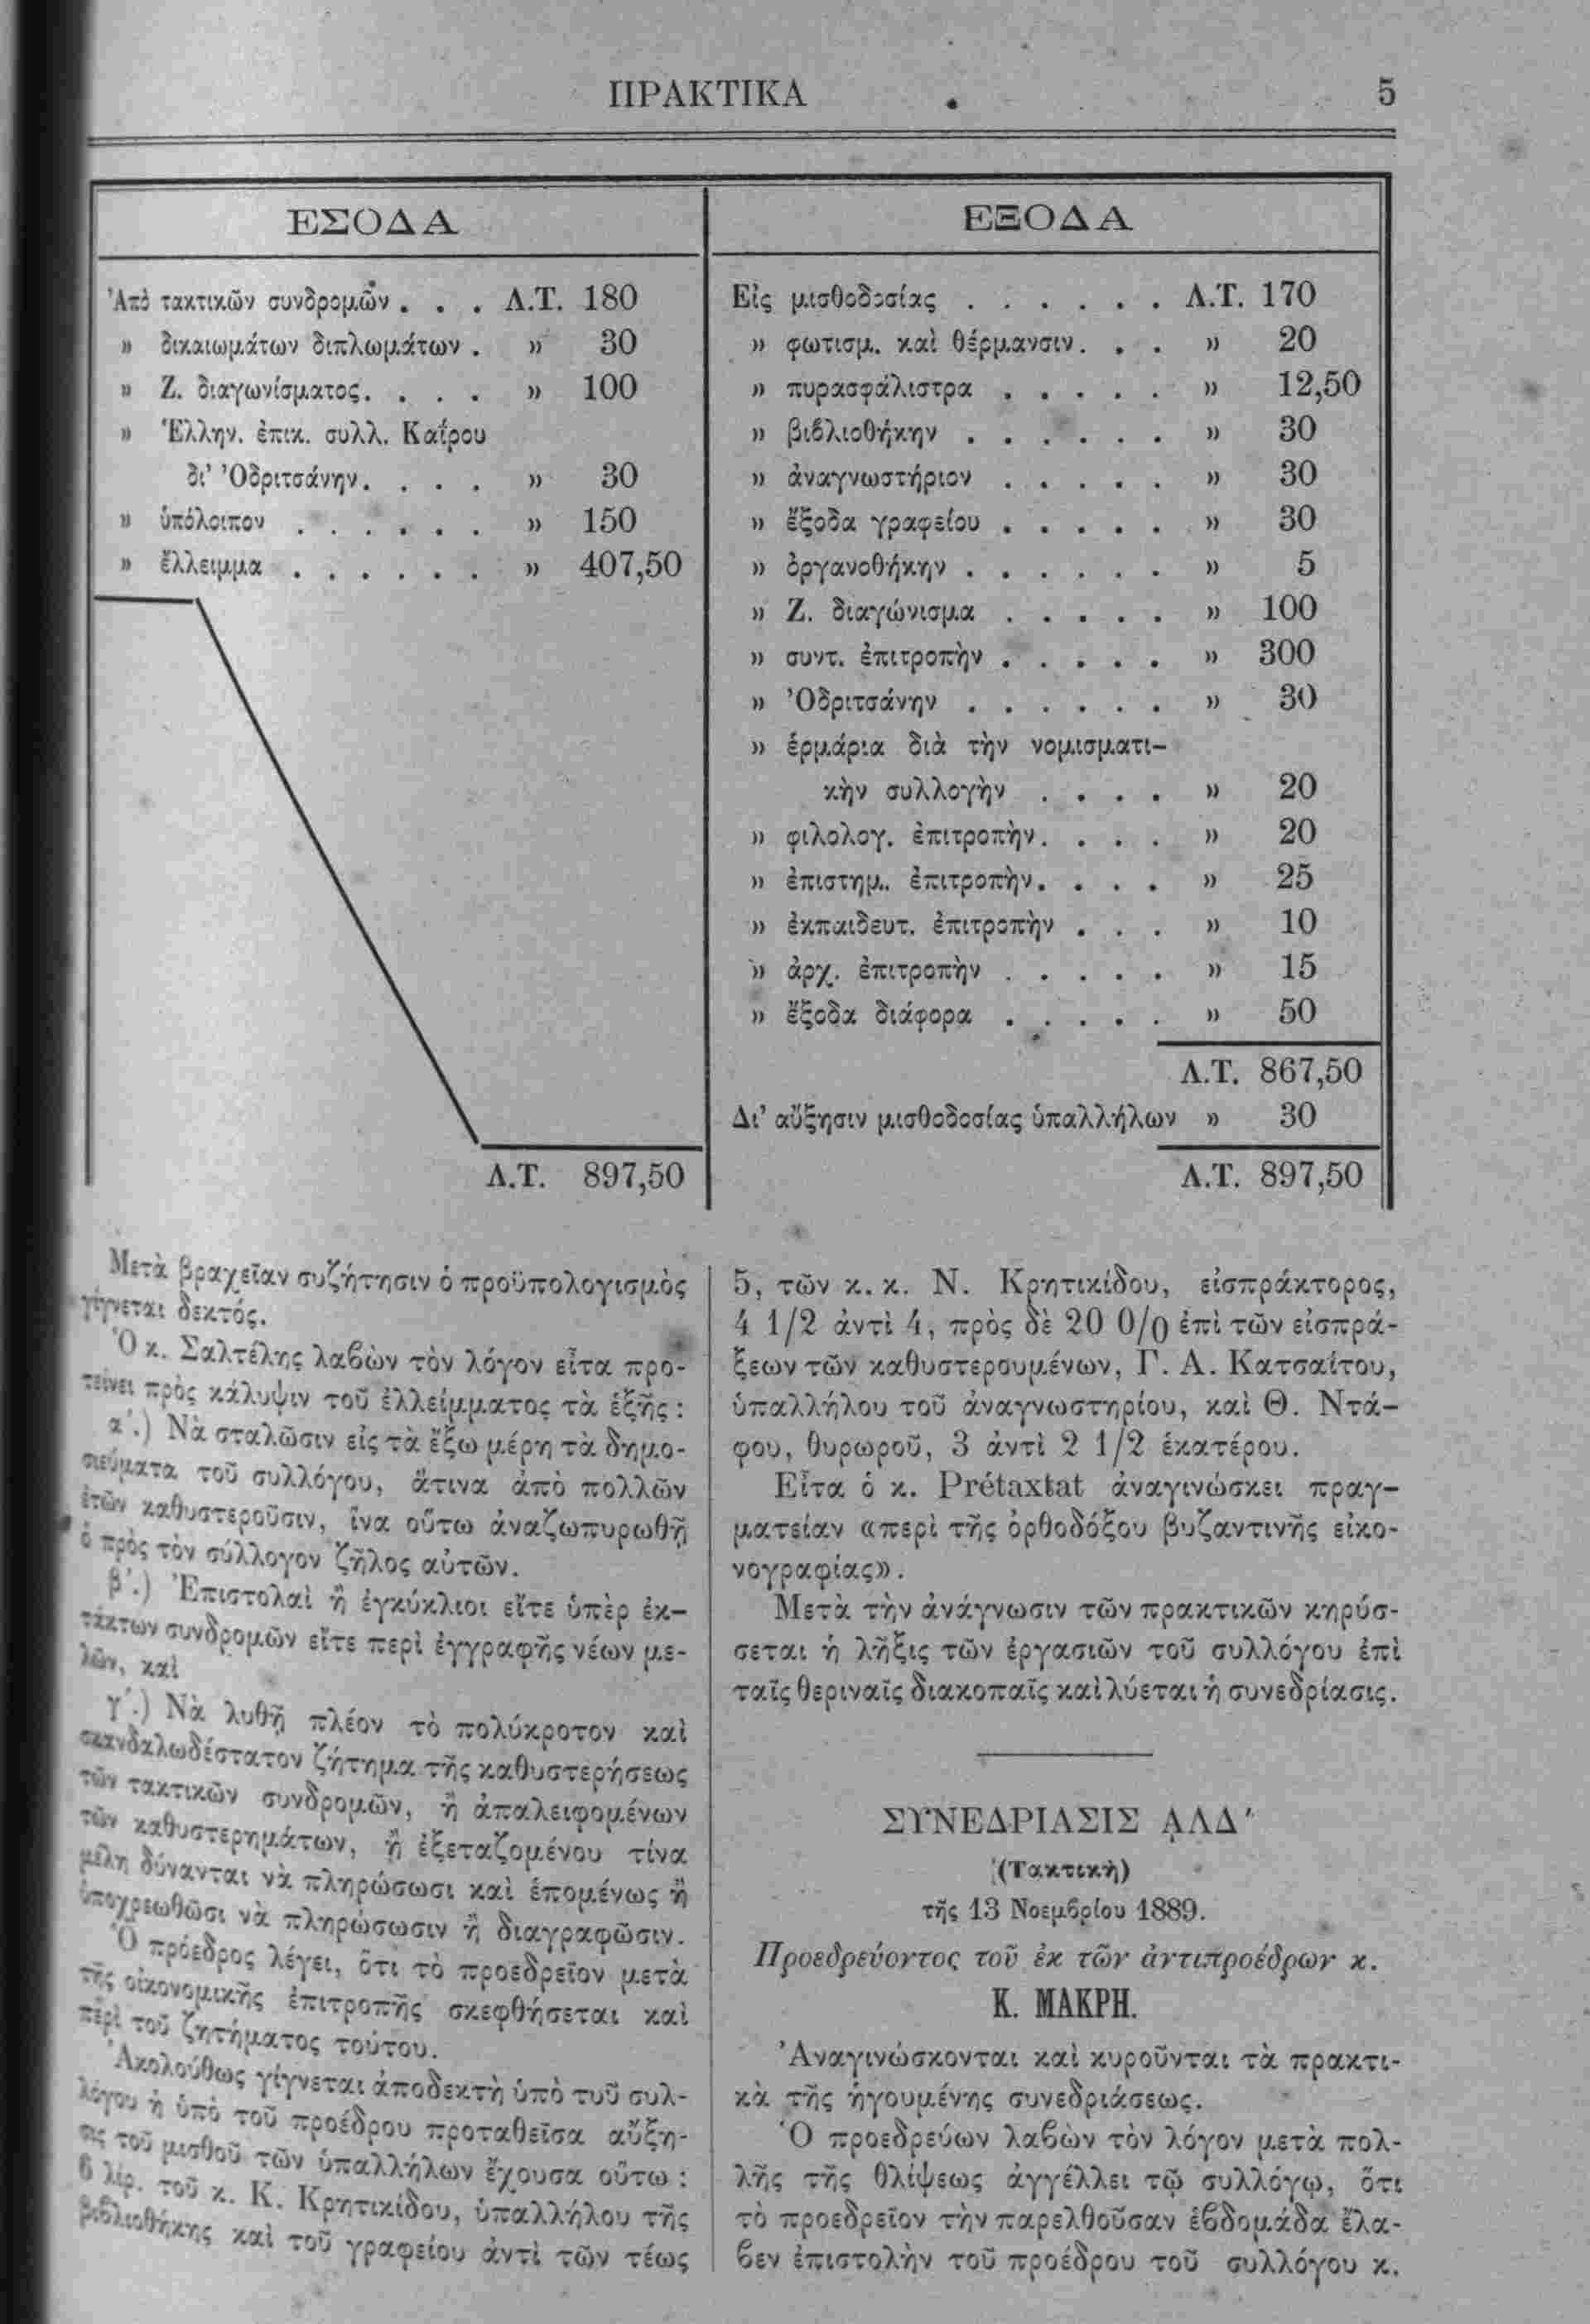 ΠΡΑΚΤΙΚΑ 5
ΕΣΟΔΑ
Ἀπὸ τακτικῶν συνδρομῶν . . . Λ.Τ. 180
» δικαιωμάτων διπλωμάτων . » 30
» Ζ. διαγωνίσματος. . . . » 100
» Ἑλλην. ἐπικ. συλλ. Καΐρου
δι’ Ὀδριτσάνην. . . . » 30
» ὑπόλοιπον . . . . . . » 150
» ἔλλειμμα . . . . . . » 407,50
Λ.Τ. 897,50
ΕΞΟΔΑ
Εἰς μισθοδοσίας . . . . . . Λ.Τ. 170
» φωτισμ. καὶ θέρμανσιν. . . » 20
» πυρασφάλιστρα . . . . . » 12,50
» βιϐλιοθήκην . . . . . . » 30
» ἀναγνωστήριον . . . . . » 30
» ἔξοδα γραφείου . . . . . » 30
» ὀργανοθήκην . . . . . . » 5
» Ζ. διαγώνισμα . . . . . » 100
» συντ. ἐπιτροπὴν . . . . . » 300
» Ὀδριτσάνην . . . . . . » 30
» ἑρμάρια διὰ τὴν νομισματι-
κὴν συλλογὴν . . . . » 20
» φιλολογ. ἐπιτροπὴν. . . . » 20
» ἐπιστημ. ἐπιτροπὴν. . . . » 25
» ἐκπαιδευτ. ἐπιτροπὴν . . . » 10
» ἀρχ. ἐπιτροπὴν . . . . . » 15
» ἔξοδα διάφορα . . . . . » 50
Λ.Τ. 867,50
Δι’ αὔξησιν μισθοδοσίας ὑπαλλήλων » 30
Λ.Τ. 897,50
Μετὰ βραχεῖαν συζήτησιν ὁ προϋπολογισμὸς
γίγνεται δεκτός.
Ὁ κ. Σαλτέλης λαϐὼν τὸν λόγον εἶτα προ-
τείνει πρὸς κάλυψιν τοῦ ἐλλείμματος τὰ ἑξῆς :
α΄.) Νὰ σταλῶσιν εἰς τὰ ἔξω μέρη τὰ δημο-
σιεύματα τοῦ συλλόγου, ἅτινα ἀπὸ πολλῶν
ἐτῶν καθυστεροῦσιν, ἵνα οὕτω ἀναζωπυρωθῇ
ὁ πρὸς τὸν σύλλογον ζῆλος αὐτῶν.
β΄.) Ἐπιστολαὶ ἢ ἐγκύκλιοι εἴτε ὑπὲρ ἐκ-
τάκτων συνδρομῶν εἴτε περὶ ἐγγραφῆς νέων με-
λῶν, καὶ
γ΄.) Νὰ λυθῇ πλέον τὸ πολύκροτον καὶ
σκανδαλωδέστατον ζήτημα τῆς καθυστερήσεως
τῶν τακτικῶν συνδρομῶν, ἢ ἀπαλειφομένων
τῶν καθυστερημάτων, ἢ ἐξεταζομένου τίνα
μέλη δύνανται νὰ πληρώσωσι καὶ ἑπομένως ἢ
ὑποχρεωθῶσι νὰ πληρώσωσιν ἢ διαγραφῶσιν.
Ὁ πρόεδρος λέγει, ὅτι τὸ προεδρεῖον μετὰ
τῆς οἰκονομικῆς ἐπιτροπῆς σκεφθήσεται καὶ
περὶ τοῦ ζητήματος τούτου.
Ἀκολούθως γίγνεται ἀποδεκτὴ ὑπὸ τοῦ συλ-
λόγου ἡ ὑπὸ τοῦ προέδρου προταθεῖσα αὔξη-
σις τοῦ μισθοῦ τῶν ὑπαλλήλων ἔχουσα οὕτω :
6 λίρ. τοῦ κ. Κ. Κρητικίδου, ὑπαλλήλου τῆς
βιϐλιοθήκης καὶ τοῦ γραφείου ἀντὶ τῶν τέως
5, τῶν κ. κ. Ν. Κρητικίδου, εἰσπράκτορος,
4 1/2 ἀντὶ 4, πρὸς δὲ 20 0/0 ἐπὶ τῶν εἰσπρά-
ξεων τῶν καθυστερουμένων, Γ. Α. Κατσαΐτου,
ὑπαλλήλου τοῦ ἀναγνωστηρίου, καὶ Θ. Ντά-
φου, θυρωροῦ, 3 ἀντὶ 2 1/2 ἑκατέρου.
Εἶτα ὁ κ. Prétaxtat ἀναγινώσκει πραγ-
ματείαν «περὶ τῆς ὀρθοδόξου βυζαντινῆς εἰκο-
νογραφίας».
Μετὰ τὴν ἀνάγνωσιν τῶν πρακτικῶν κηρύσ-
σεται ἡ λῆξις τῶν ἐργασιῶν τοῦ συλλόγου ἐπὶ
ταῖς θεριναῖς διακοπαῖς καὶ λύεται ἡ συνεδρίασις.
ΣΥΝΕΔΡΙΑΣΙΣ ͵ΑΛΔ΄
(Τακτικὴ)
τῆς 13 Νοεμϐρίου 1889.
Προεδρεύοντος τοῦ ἐκ τῶν ἀντιπροέδρων κ.
Κ. ΜΑΚΡΗ.
Ἀναγινώσκονται καὶ κυροῦνται τὰ πρακτι-
κὰ τῆς ἡγουμένης συνεδριάσεως.
Ὁ προεδρεύων λαϐὼν τὸν λόγον μετὰ πολ-
λῆς τῆς θλίψεως ἀγγέλλει τῷ συλλόγῳ, ὅτι
τὸ προεδρεῖον τὴν παρελθοῦσαν ἑϐδομάδα ἔλα-
ϐεν ἐπιστολὴν τοῦ προέδρου τοῦ συλλόγου κ.